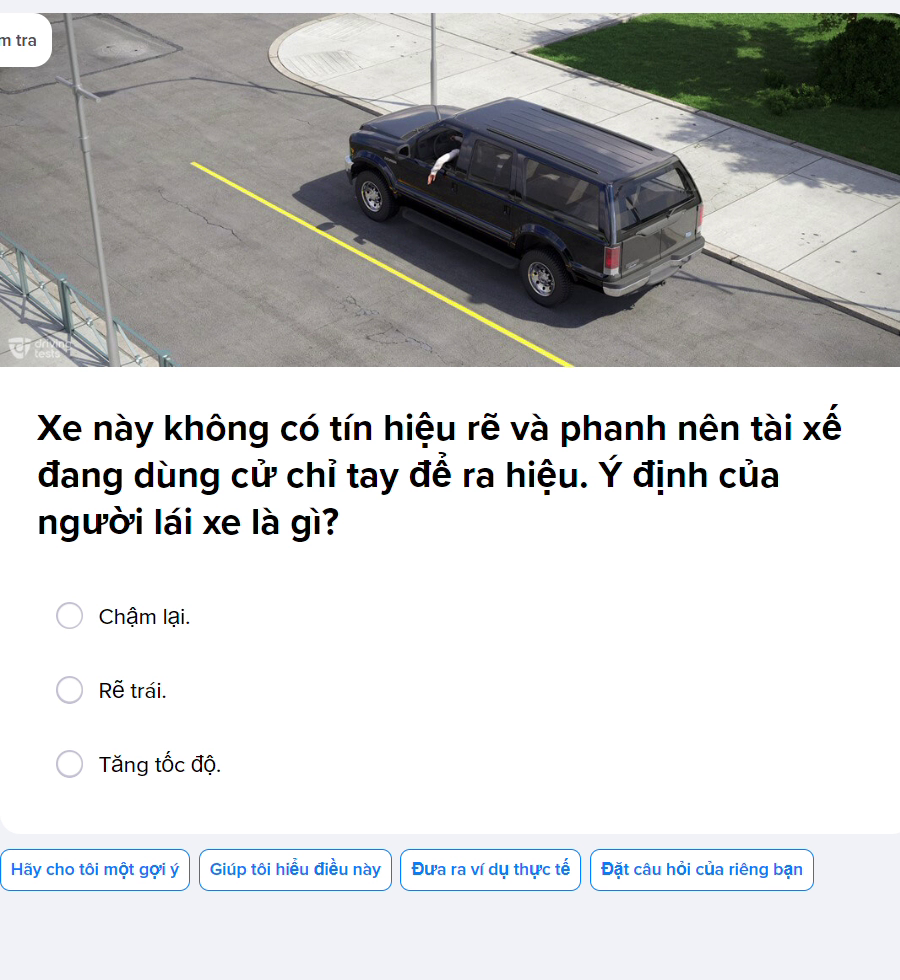 m tra
driving
tests
Xe này không có tín hiệu rẽ và phanh nên tài xế
đang dùng cử chỉ tay để ra hiệu. Ý định của
người lái xe là gì?
Chậm lại.
Rẽ trái.
Tăng tốc độ.
Hãy cho tôi một gợi ý
Giúp tôi hiểu điều này
Đưa ra ví dụ thực tế
Đặt câu hỏi của riêng bạn